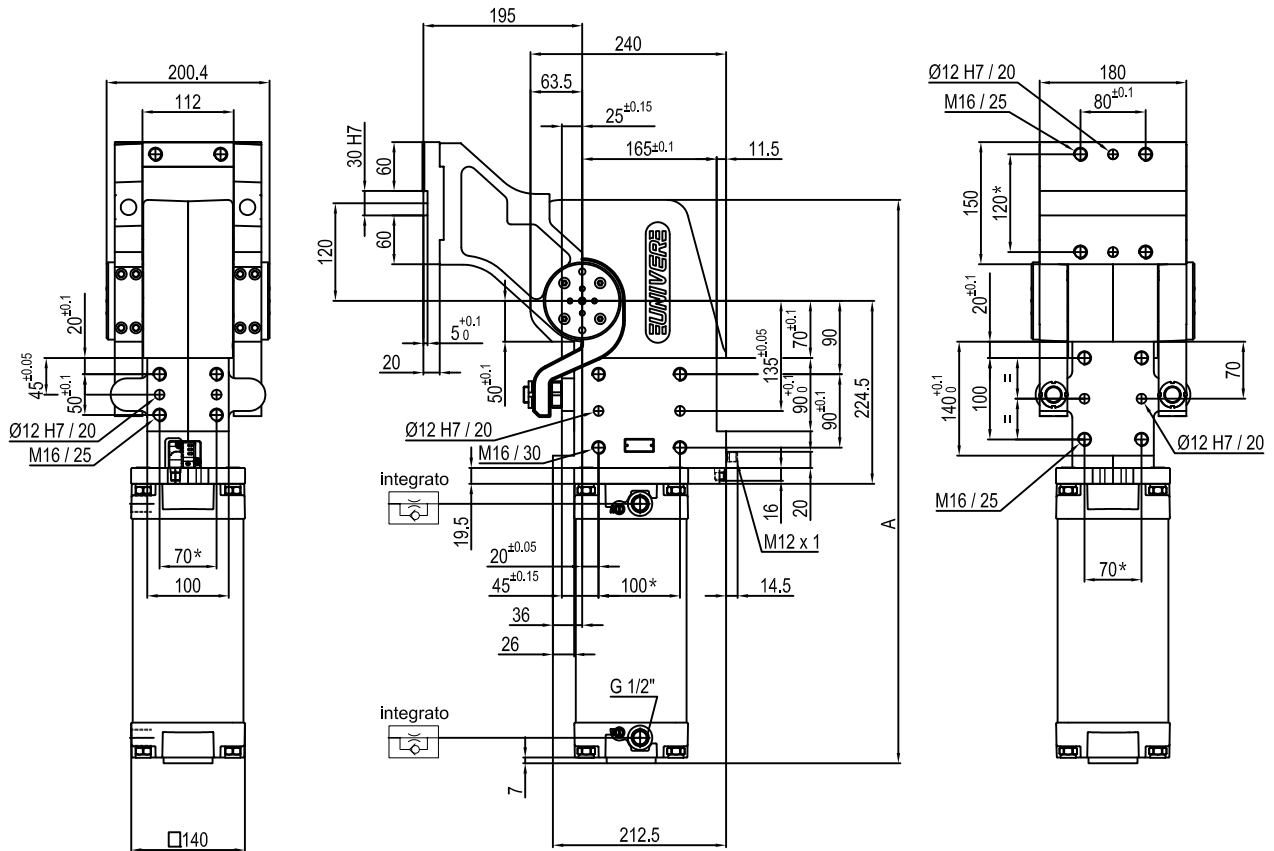 195
240
200.4
112
63.5
25±0.15
165±0.1
11.5
Ø12 H7 / 20
M16 / 25
180
80±0.1
30 H7
60
60
120
150
120*
UNIVER
20±0.1
45±0.05
50±0.1
Ø12 H7 / 20
M16 / 25
5 +0.1 0
20
50±0.1
135±0.05
70±0.1
90
90 +0.1 0
90±0.1
224.5
Ø12 H7 / 20
M16 / 30
20±0.1
140 +0.1 0
100
=
=
70
Ø12 H7 / 20
M16 / 25
integrato
19.5
16
20
M12 x 1
A
70*
100
20±0.05
45±0.15
100*
14.5
36
26
70*
integrato
G 1/2"
7
□140
212.5